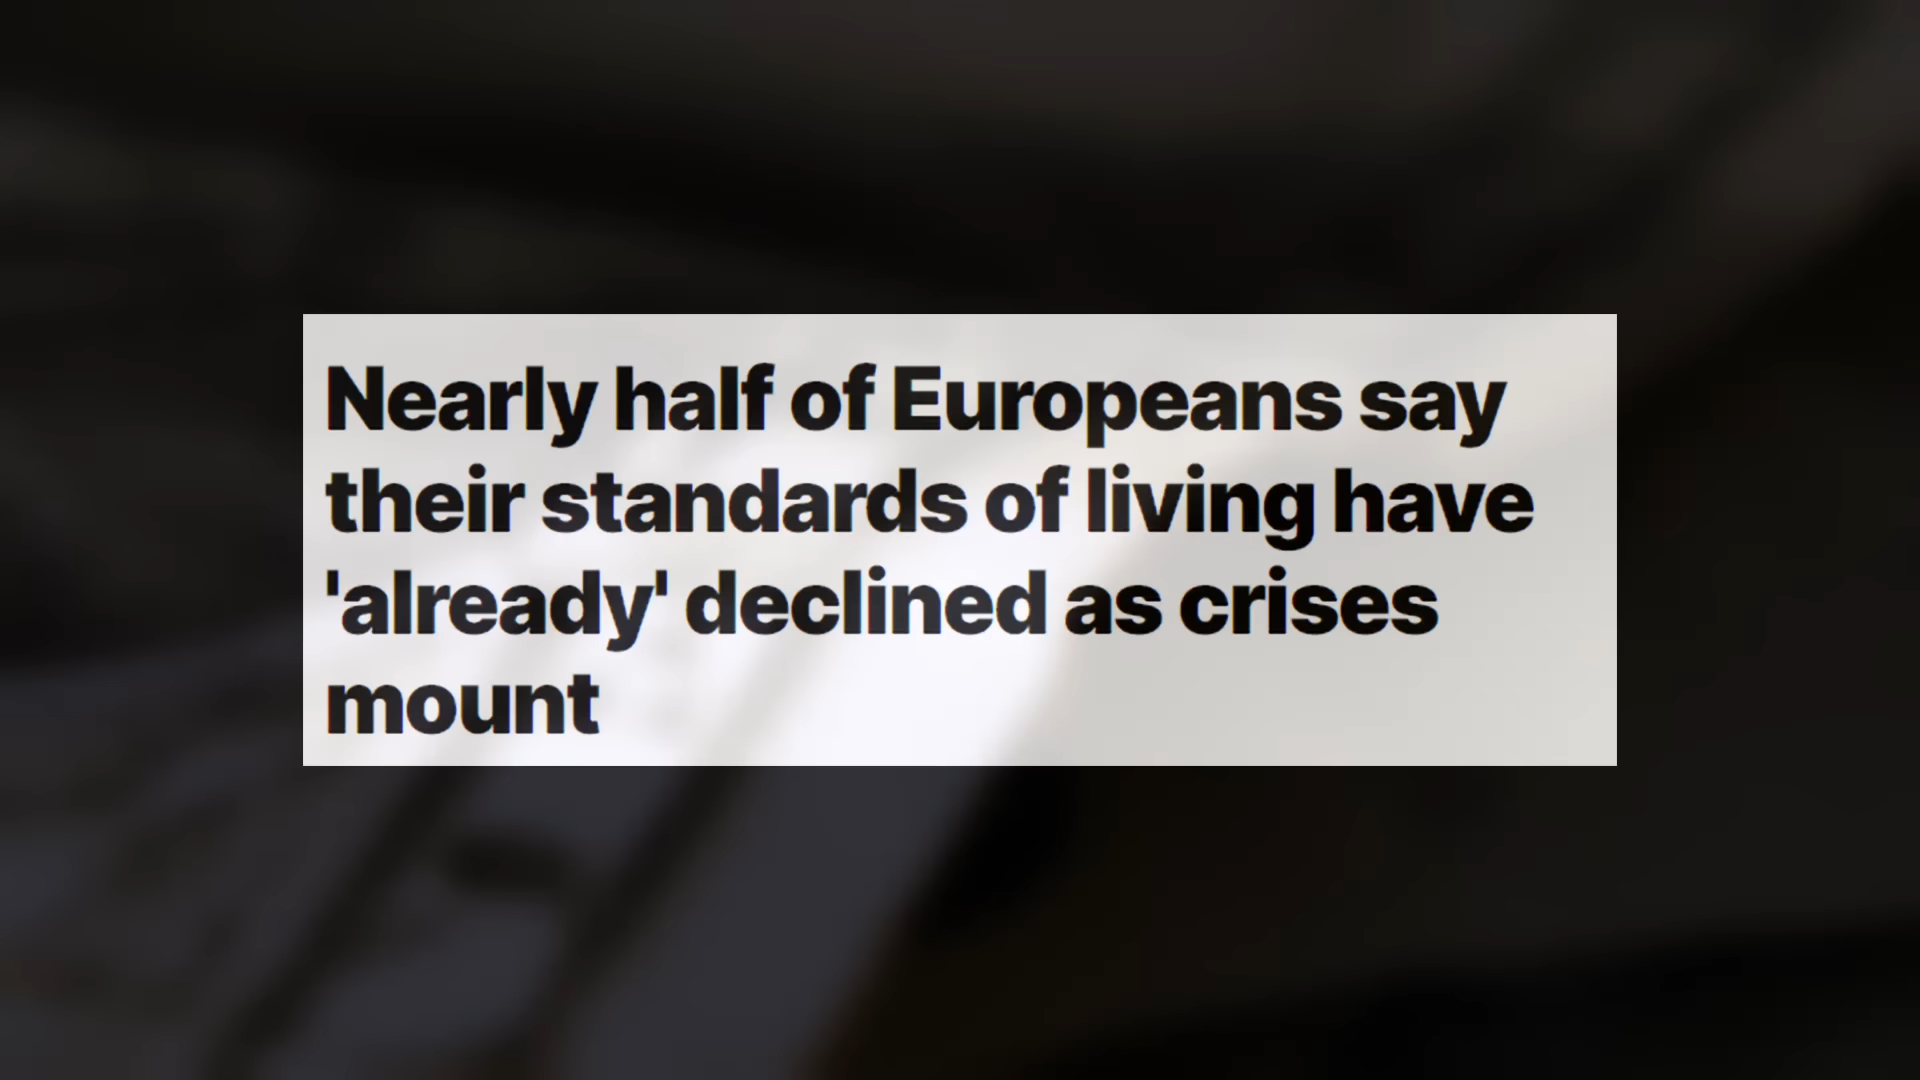 Nearly half of Europeans say
their standards of living have
'already' declined as crises
mount